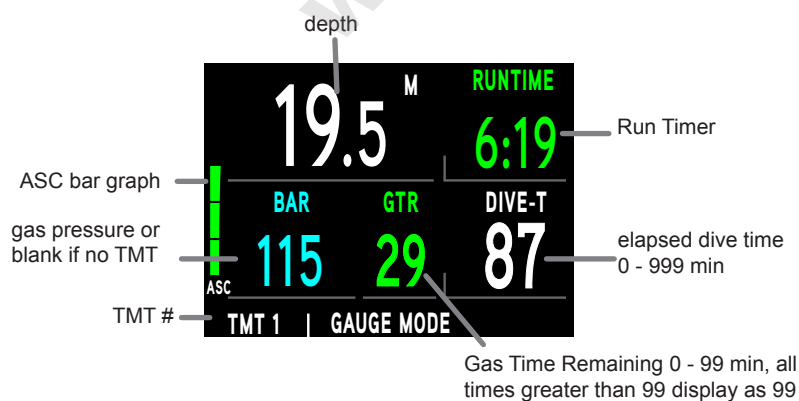 depth
M
RUNTIME
19.5
6:19
Run Timer
ASC bar graph
BAR
GTR
DIVE-T
gas pressure or
blank if no TMT
115
29
87
elapsed dive time
0 - 999 min
ASC
TMT #
TMT 1 | GAUGE MODE
Gas Time Remaining 0 - 99 min, all
times greater than 99 display as 99